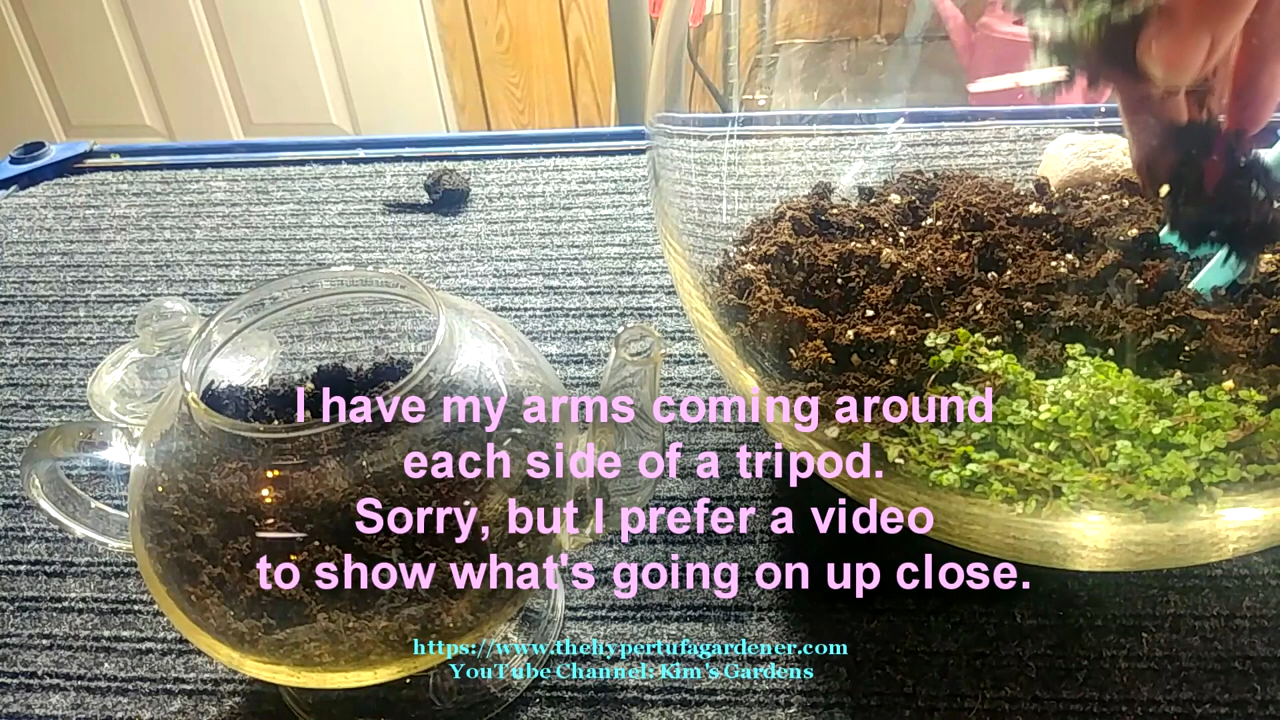 I have my arms coming around
each side of a tripod.
Sorry, but I prefer a video
to show what's going on up close.
https://www.thehypertufagardener.com
YouTube Channel: Kim's Gardens